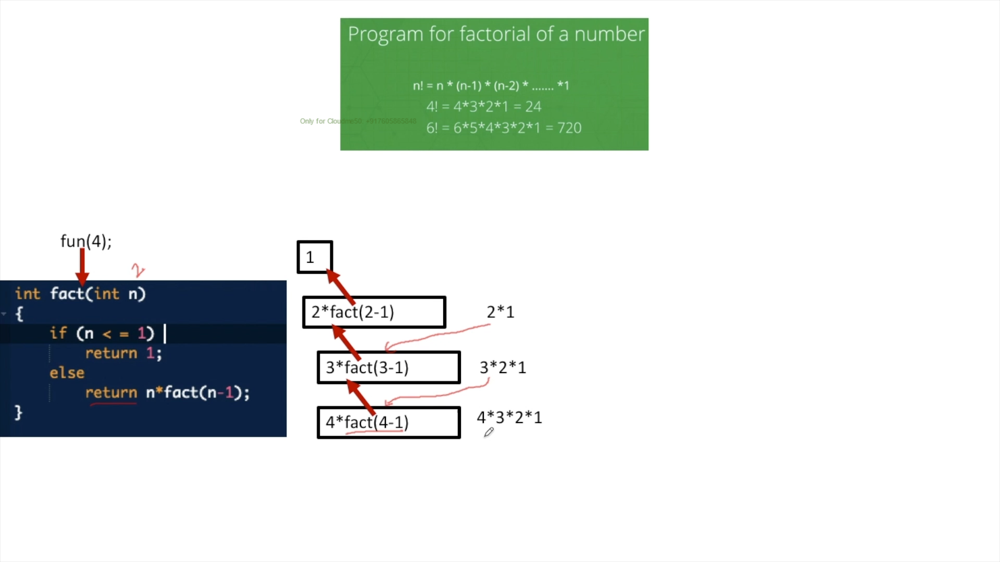 Program for factorial of a number
n! = n * (n-1) * (n-2) * ....... *1
4! = 4*3*2*1 = 24
Only for Cloudme50: +917605865848
6! = 6*5*4*3*2*1 = 720
fun(4);
2
int fact(int n)
{
if (n < = 1)
return 1;
else
return n*fact(n-1);
}
1
2*fact(2-1) 2*1
3*fact(3-1) 3*2*1
4*fact(4-1) 4*3*2*1